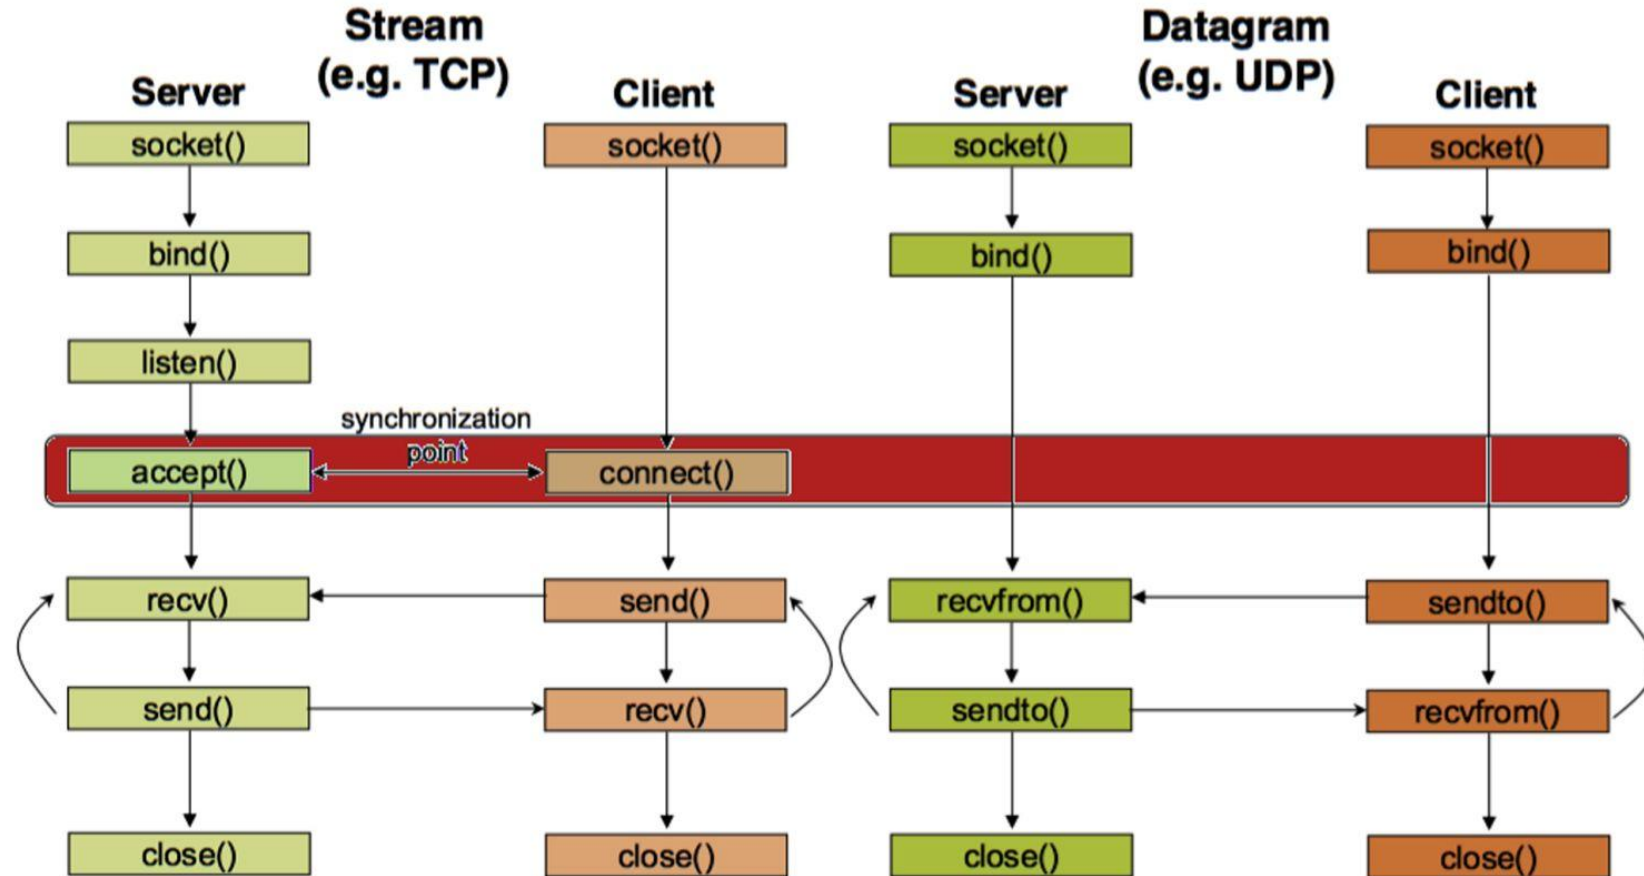 Stream
(e.g. TCP)
Server
Client
socket()
socket()
bind()
listen()
synchronization
point
accept()
connect()
recv()
send()
send()
recv()
close()
close()
Datagram
(e.g. UDP)
Server
Client
socket()
socket()
bind()
bind()
recvfrom()
sendto()
sendto()
recvfrom()
close()
close()